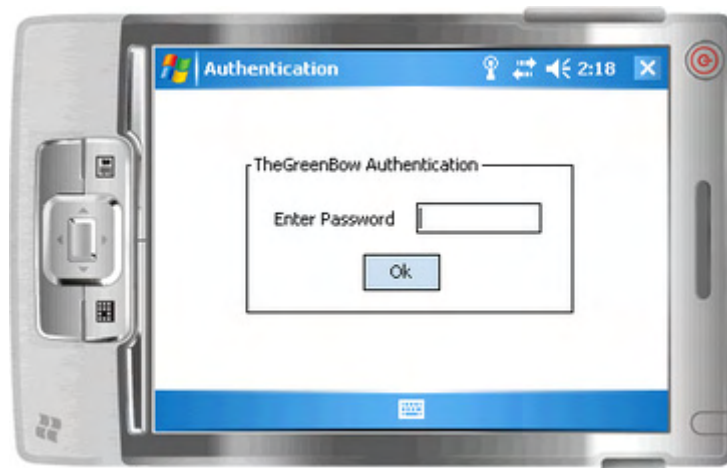 Authentication 2:18
TheGreenBow Authentication
Enter Password
Ok